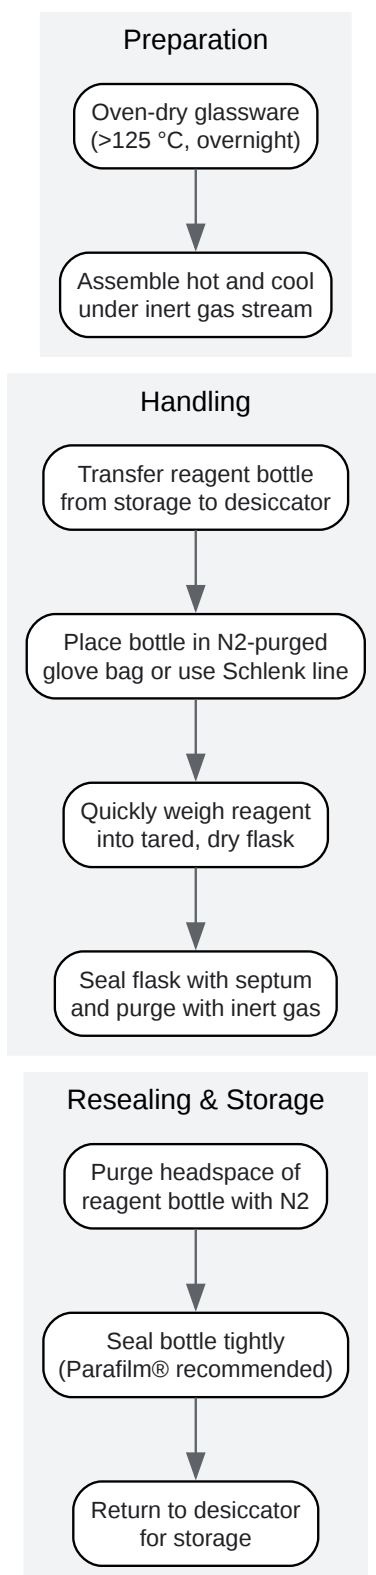 Preparation
Oven-dry glassware
(>125 °C, overnight)
Assemble hot and cool
under inert gas stream
Handling
Transfer reagent bottle
from storage to desiccator
Place bottle in N2-purged
glove bag or use Schlenk line
Quickly weigh reagent
into tared, dry flask
Seal flask with septum
and purge with inert gas
Resealing & Storage
Purge headspace of
reagent bottle with N2
Seal bottle tightly
(Parafilm® recommended)
Return to desiccator
for storage